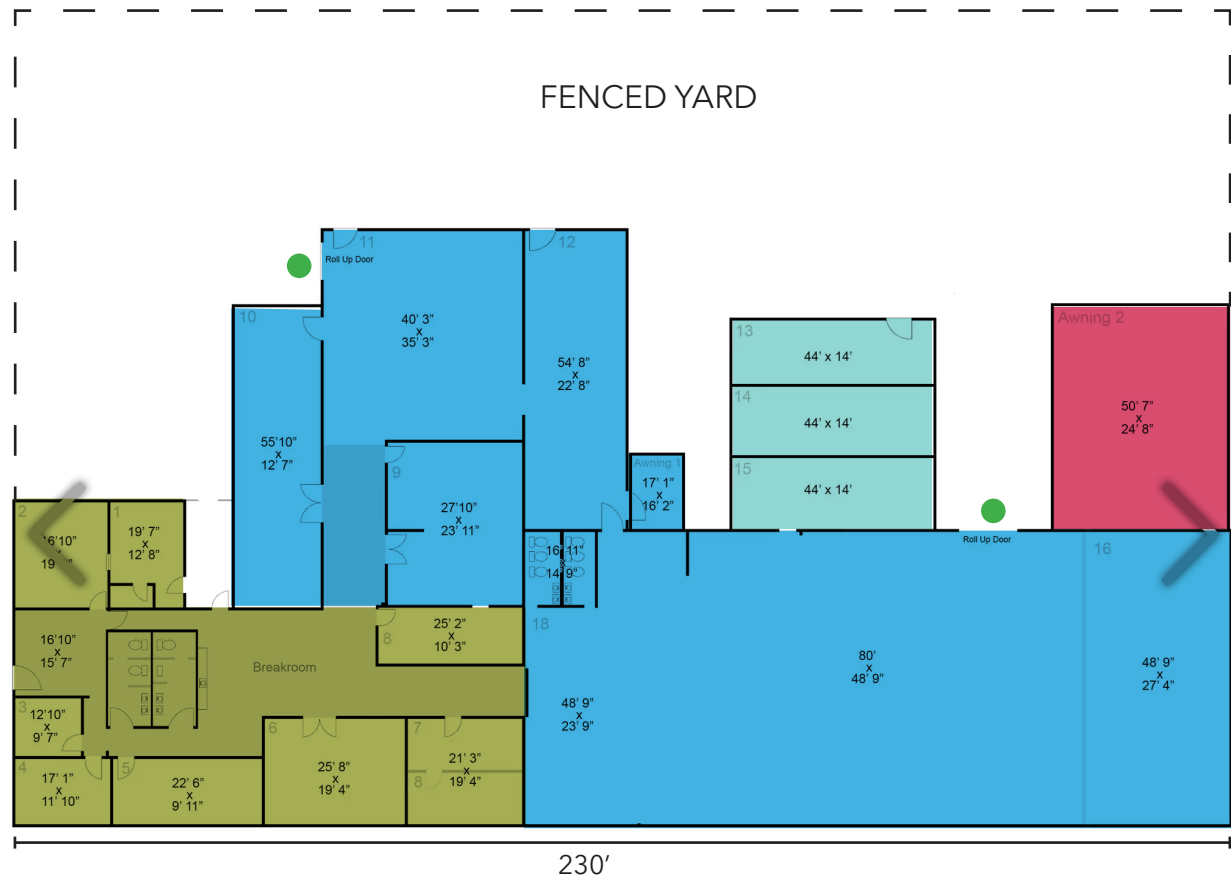 FENCED YARD
11
Roll Up Door
12
10
40’ 3”
x
35’ 3”
54’ 8”
x
22’ 8”
13
44’ x 14’
14
44’ x 14’
15
44’ x 14’
Awning 2
50’ 7”
x
24’ 8”
55’10”
x
12’ 7”
9
27’10”
x
23’ 11”
Awning 1
17’ 1”
x
16’ 2”
2
16’10”
19’
1
19’ 7”
x
12’ 8”
Roll Up Door
16
16’ 11”
x
14’ 9”
18
16’10”
x
15’ 7”
Breakroom
8
25’ 2”
x
10’ 3”
80’
x
48’ 9”
48’ 9”
x
27’ 4”
48’ 9”
x
23’ 9”
3
12’10”
x
9’ 7”
4
17’ 1”
x
11’ 10”
5
22’ 6”
x
9’ 11”
6
25’ 8”
x
19’ 4”
7
21’ 3”
x
19’ 4”
8
230’